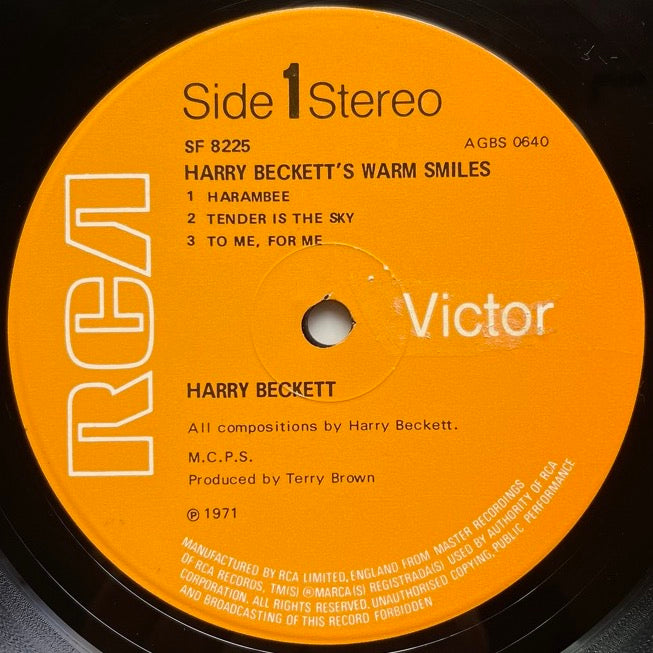 Side 1 Stereo
SF 8225 AGBS 0640
HARRY BECKETT'S WARM SMILES
1 HARAMBEE
2 TENDER IS THE SKY
3 TO ME, FOR ME
RCA
Victor
HARRY BECKETT
All compositions by Harry Beckett.
M.C.P.S.
Produced by Terry Brown
℗ 1971
MANUFACTURED BY RCA LIMITED, ENGLAND FROM MASTER RECORDINGS
OF RCA RECORDS, TM(S) ® MARCA(S) REGISTRADA(S) USED BY AUTHORITY OF RCA
CORPORATION. ALL RIGHTS RESERVED. UNAUTHORISED COPYING, PUBLIC PERFORMANCE
AND BROADCASTING OF THIS RECORD FORBIDDEN